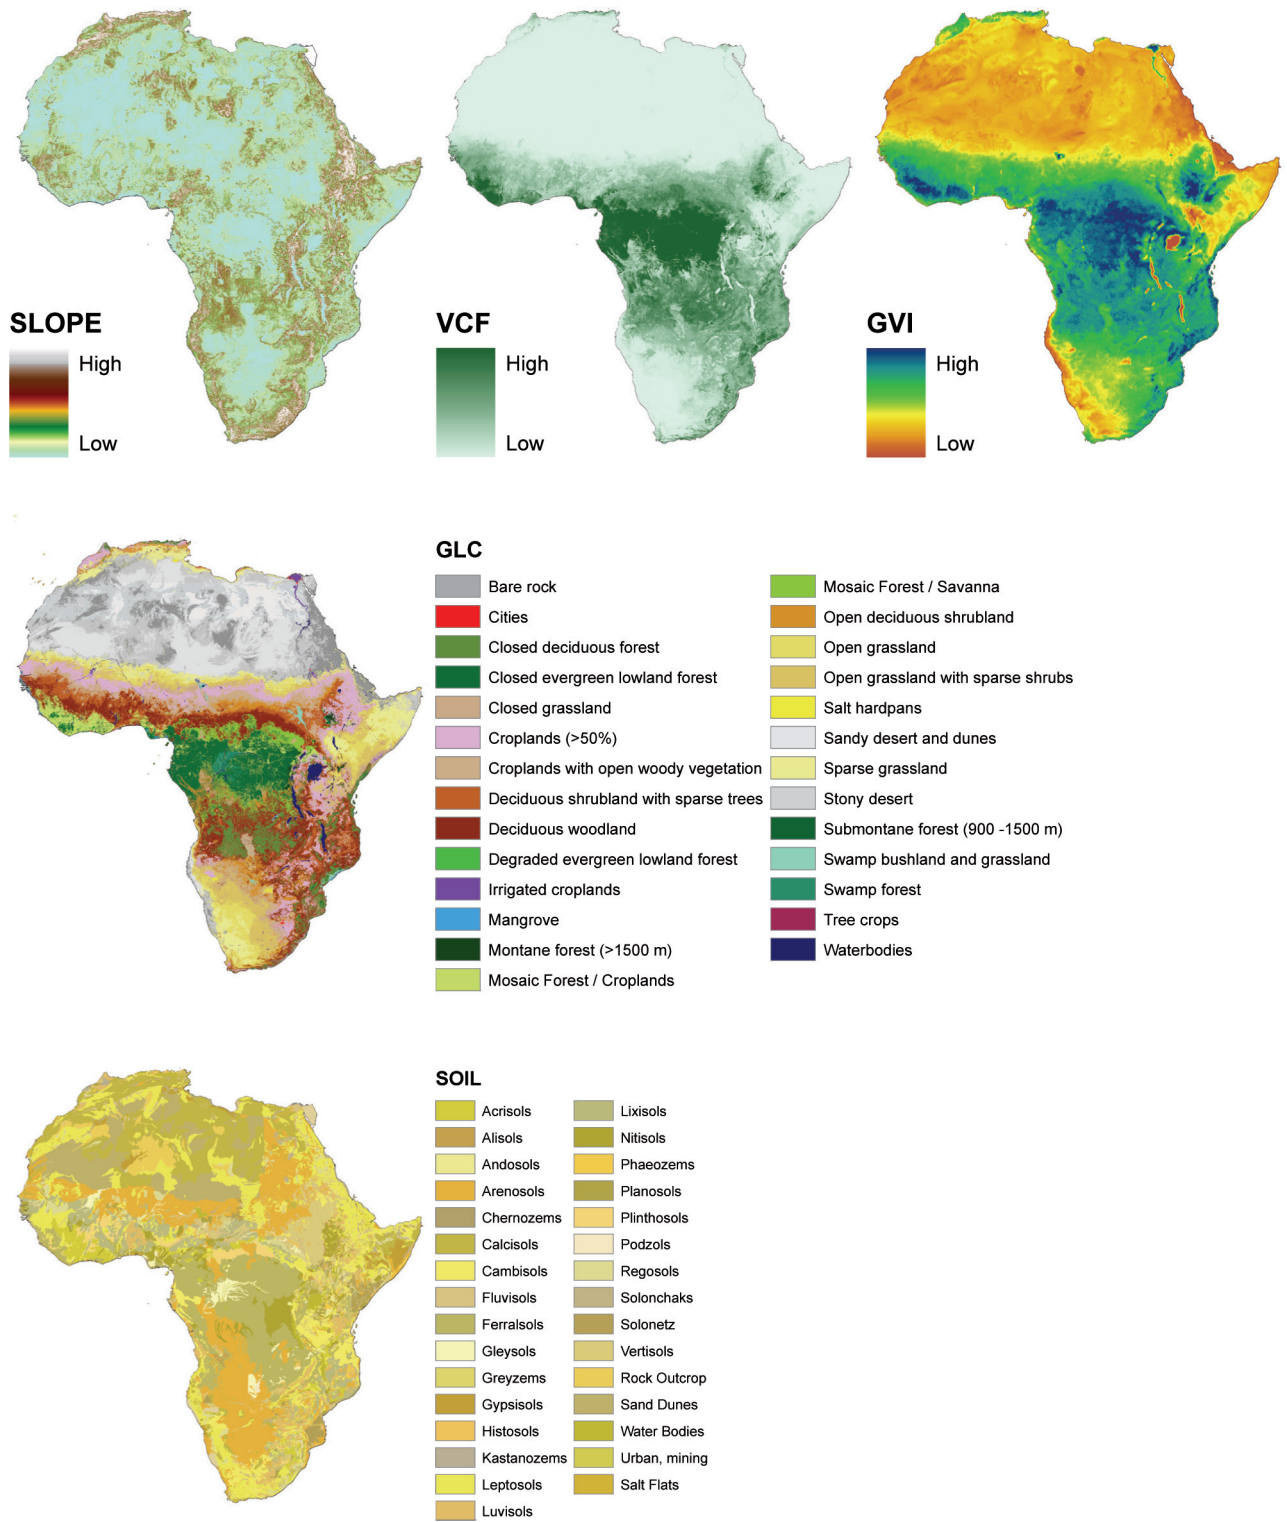 SLOPE
High
Low
VCF
High
Low
GVI
High
Low
GLC
Bare rock
Cities
Closed deciduous forest
Closed evergreen lowland forest
Closed grassland
Croplands (>50%)
Croplands with open woody vegetation
Deciduous shrubland with sparse trees
Deciduous woodland
Degraded evergreen lowland forest
Irrigated croplands
Mangrove
Montane forest (>1500 m)
Mosaic Forest / Croplands
Mosaic Forest / Savanna
Open deciduous shrubland
Open grassland
Open grassland with sparse shrubs
Salt hardpans
Sandy desert and dunes
Sparse grassland
Stony desert
Submontane forest (900 -1500 m)
Swamp bushland and grassland
Swamp forest
Tree crops
Waterbodies
SOIL
Acrisols
Alisols
Andosols
Arenosols
Chernozems
Calcisols
Cambisols
Fluvisols
Ferralsols
Gleysols
Greyzems
Gypsisols
Histosols
Kastanozems
Leptosols
Luvisols
Lixisols
Nitisols
Phaeozems
Planosols
Plinthosols
Podzols
Regosols
Solonchaks
Solonetz
Vertisols
Rock Outcrop
Sand Dunes
Water Bodies
Urban, mining
Salt Flats